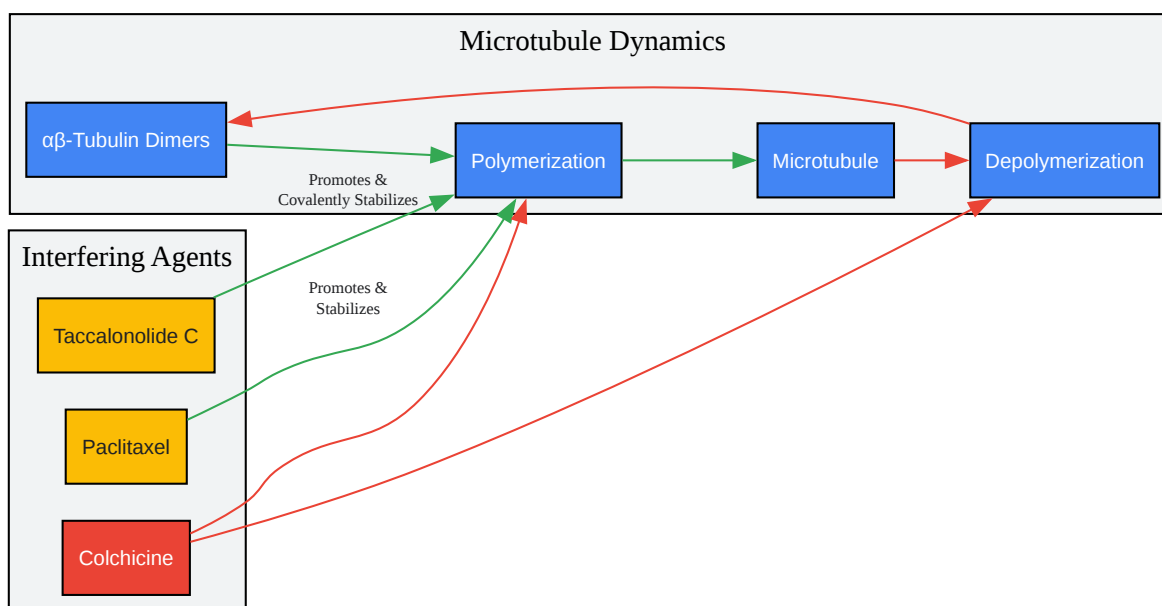 Microtubule Dynamics
αβ-Tubulin Dimers
Polymerization
Microtubule
Depolymerization
Promotes &
Covalently Stabilizes
Interfering Agents
Promotes &
Stabilizes
Taccalonolide C
Paclitaxel
Colchicine